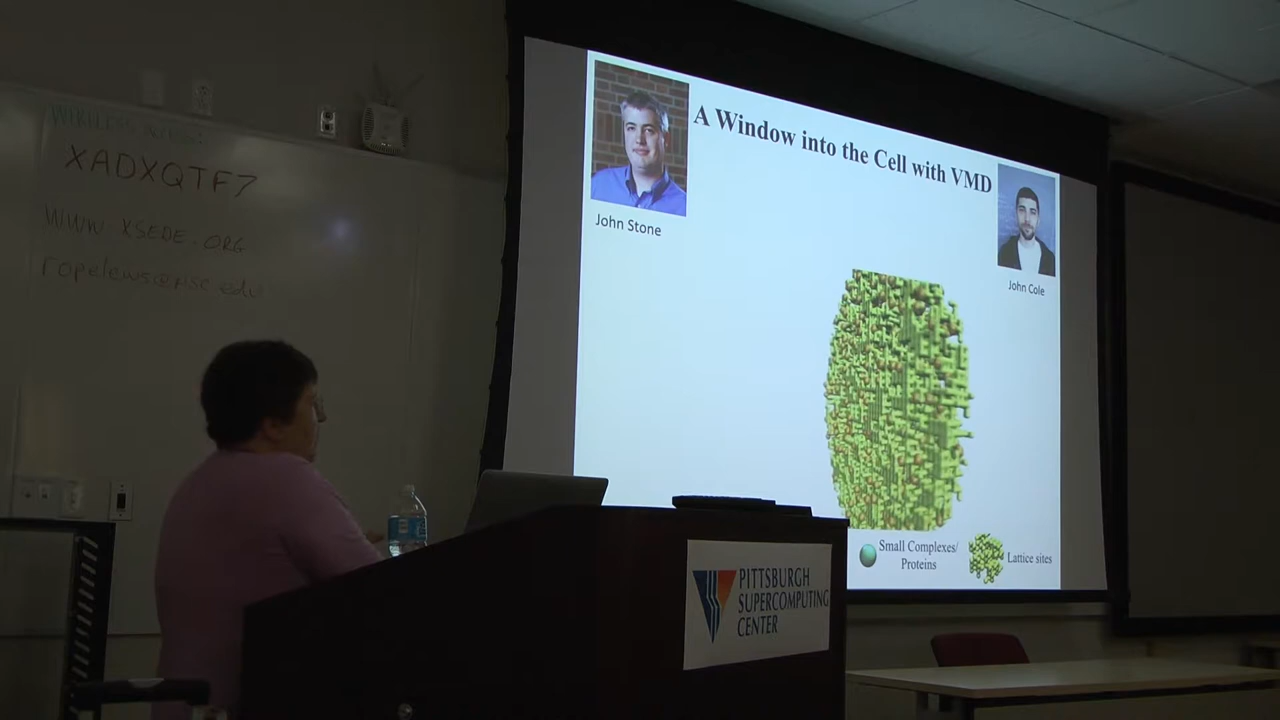 XADXQTF7
WWW.XSEDE.ORG
A Window into the Cell with VMD
John Stone
John Cole
Small Complexes/
Proteins
Lattice sites
PITTSBURGH
SUPERCOMPUTING
CENTER